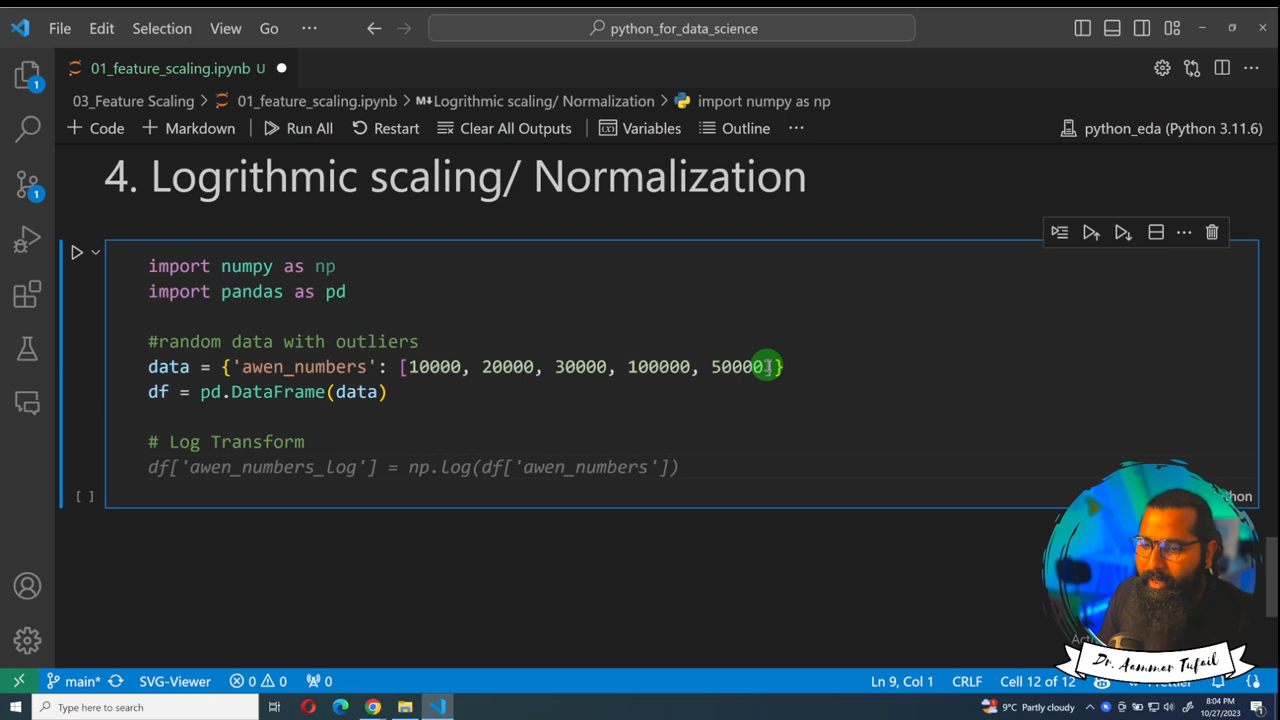 File Edit Selection View Go ··· python_for_data_science
01_feature_scaling.ipynb U
03_Feature Scaling > 01_feature_scaling.ipynb > M↓Logrithmic scaling/ Normalization > import numpy as np
+ Code + Markdown Run All Restart Clear All Outputs Variables Outline ··· python_eda (Python 3.11.6)
4. Logrithmic scaling/ Normalization
import numpy as np
import pandas as pd
#random data with outliers
data = {'awen_numbers': [10000, 20000, 30000, 100000, 50000]}
df = pd.DataFrame(data)
# Log Transform
df['awen_numbers_log'] = np.log(df['awen_numbers'])
[ ]
1
1
Dr. Aammar Tufail
main* SVG-Viewer 0 0 0 Ln 9, Col 1 CRLF Cell 12 of 12
Type here to search 9°C Partly cloudy 8:04 PM
10/27/2023